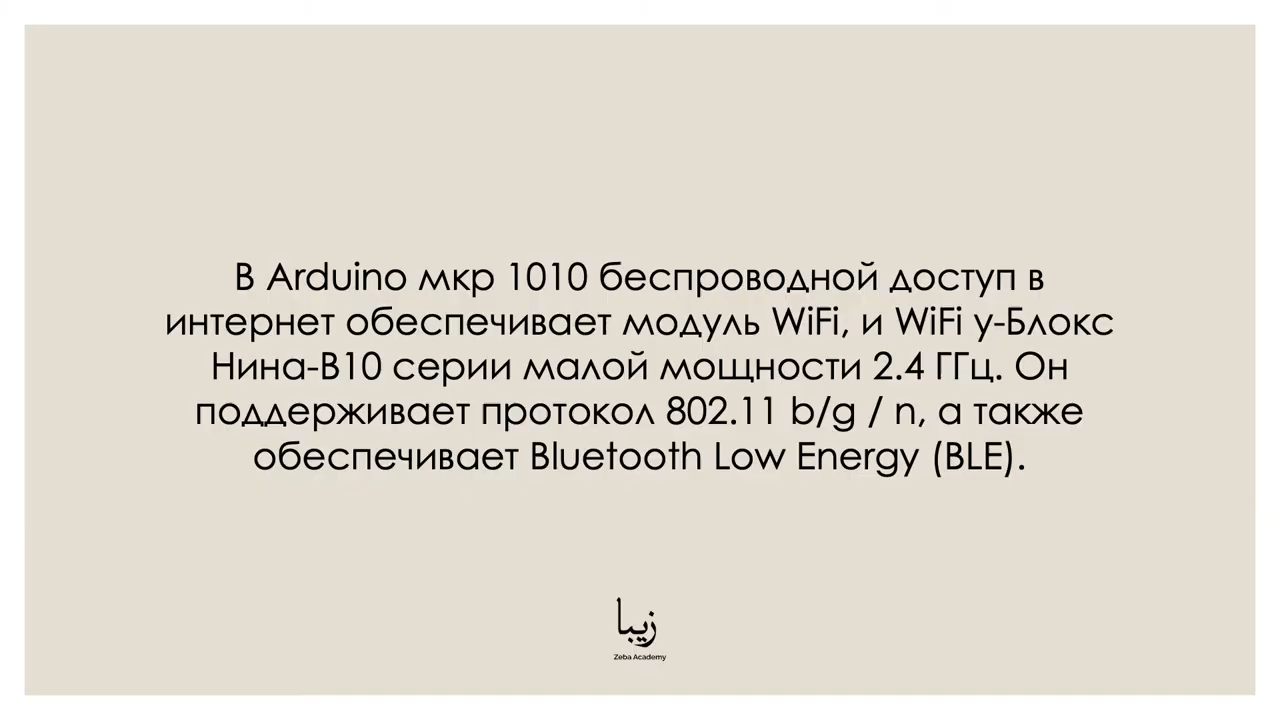 В Arduino мкр 1010 беспроводной доступ в
интернет обеспечивает модуль WiFi, и WiFi у-Блокс
Нина-В10 серии малой мощности 2.4 ГГц. Он
поддерживает протокол 802.11 b/g / n, а также
обеспечивает Bluetooth Low Energy (BLE).
زيبا
Zeba Academy